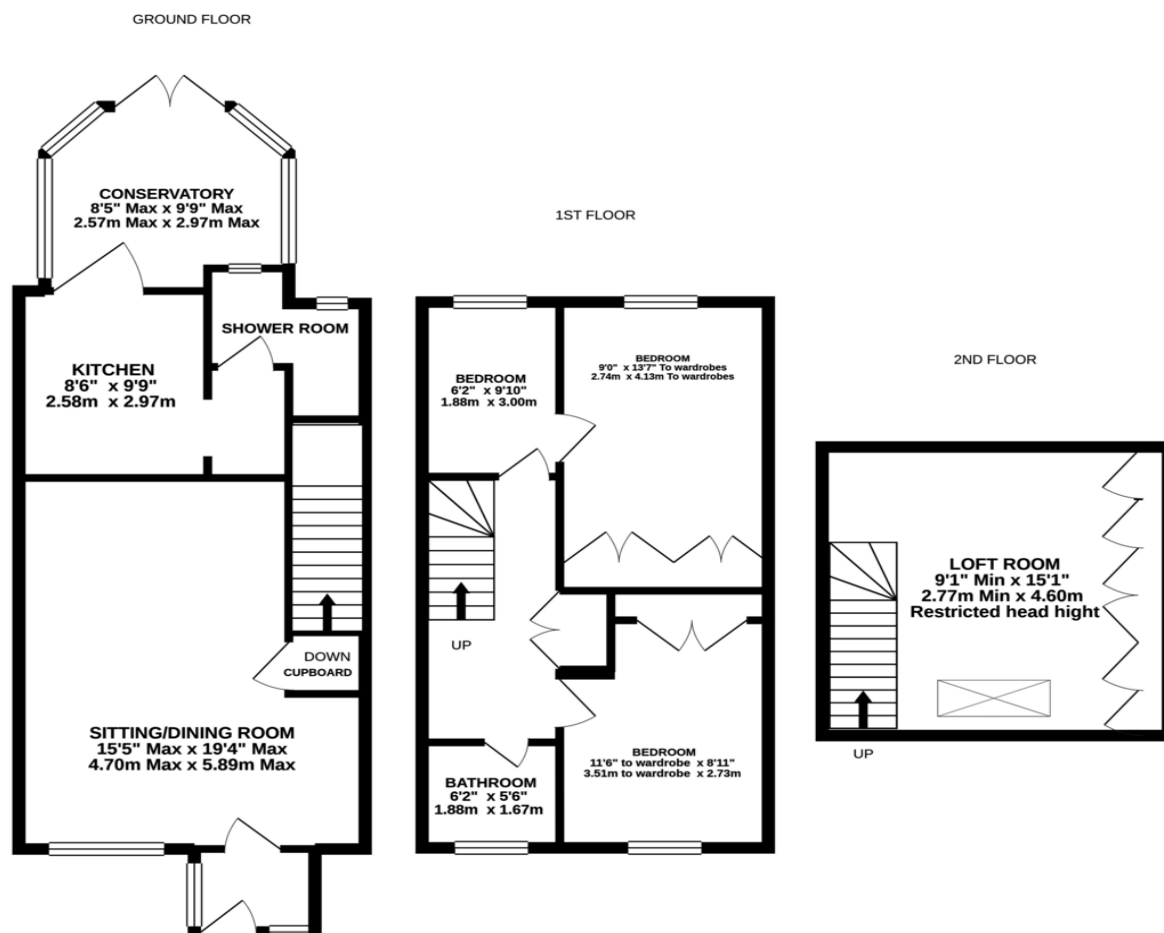 GROUND FLOOR
CONSERVATORY
8'5" Max x 9'9" Max
2.57m Max x 2.97m Max
SHOWER ROOM
KITCHEN
8'6" x 9'9"
2.58m x 2.97m
DOWN
CUPBOARD
SITTING/DINING ROOM
15'5" Max x 19'4" Max
4.70m Max x 5.89m Max
1ST FLOOR
BEDROOM
6'2" x 9'10"
1.88m x 3.00m
BEDROOM
9'0" x 13'7" To wardrobes
2.74m x 4.13m To wardrobes
UP
BATHROOM
6'2" x 5'6"
1.88m x 1.67m
BEDROOM
11'6" to wardrobe x 8'11"
3.51m to wardrobe x 2.73m
2ND FLOOR
LOFT ROOM
9'1" Min x 15'1"
2.77m Min x 4.60m
Restricted head hight
UP